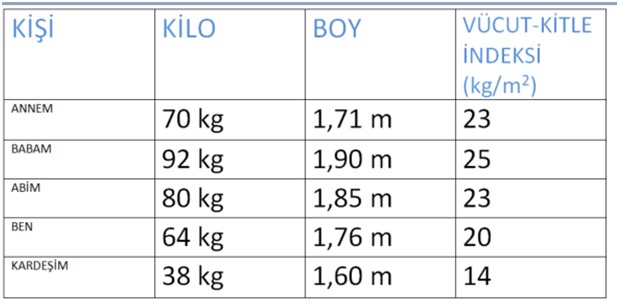 KİŞİ KİLO BOY VÜCUT-KİTLE
İNDEKSİ
(kg/m²)
ANNEM 70 kg 1,71 m 23
BABAM 92 kg 1,90 m 25
ABİM 80 kg 1,85 m 23
BEN 64 kg 1,76 m 20
KARDEŞİM 38 kg 1,60 m 14